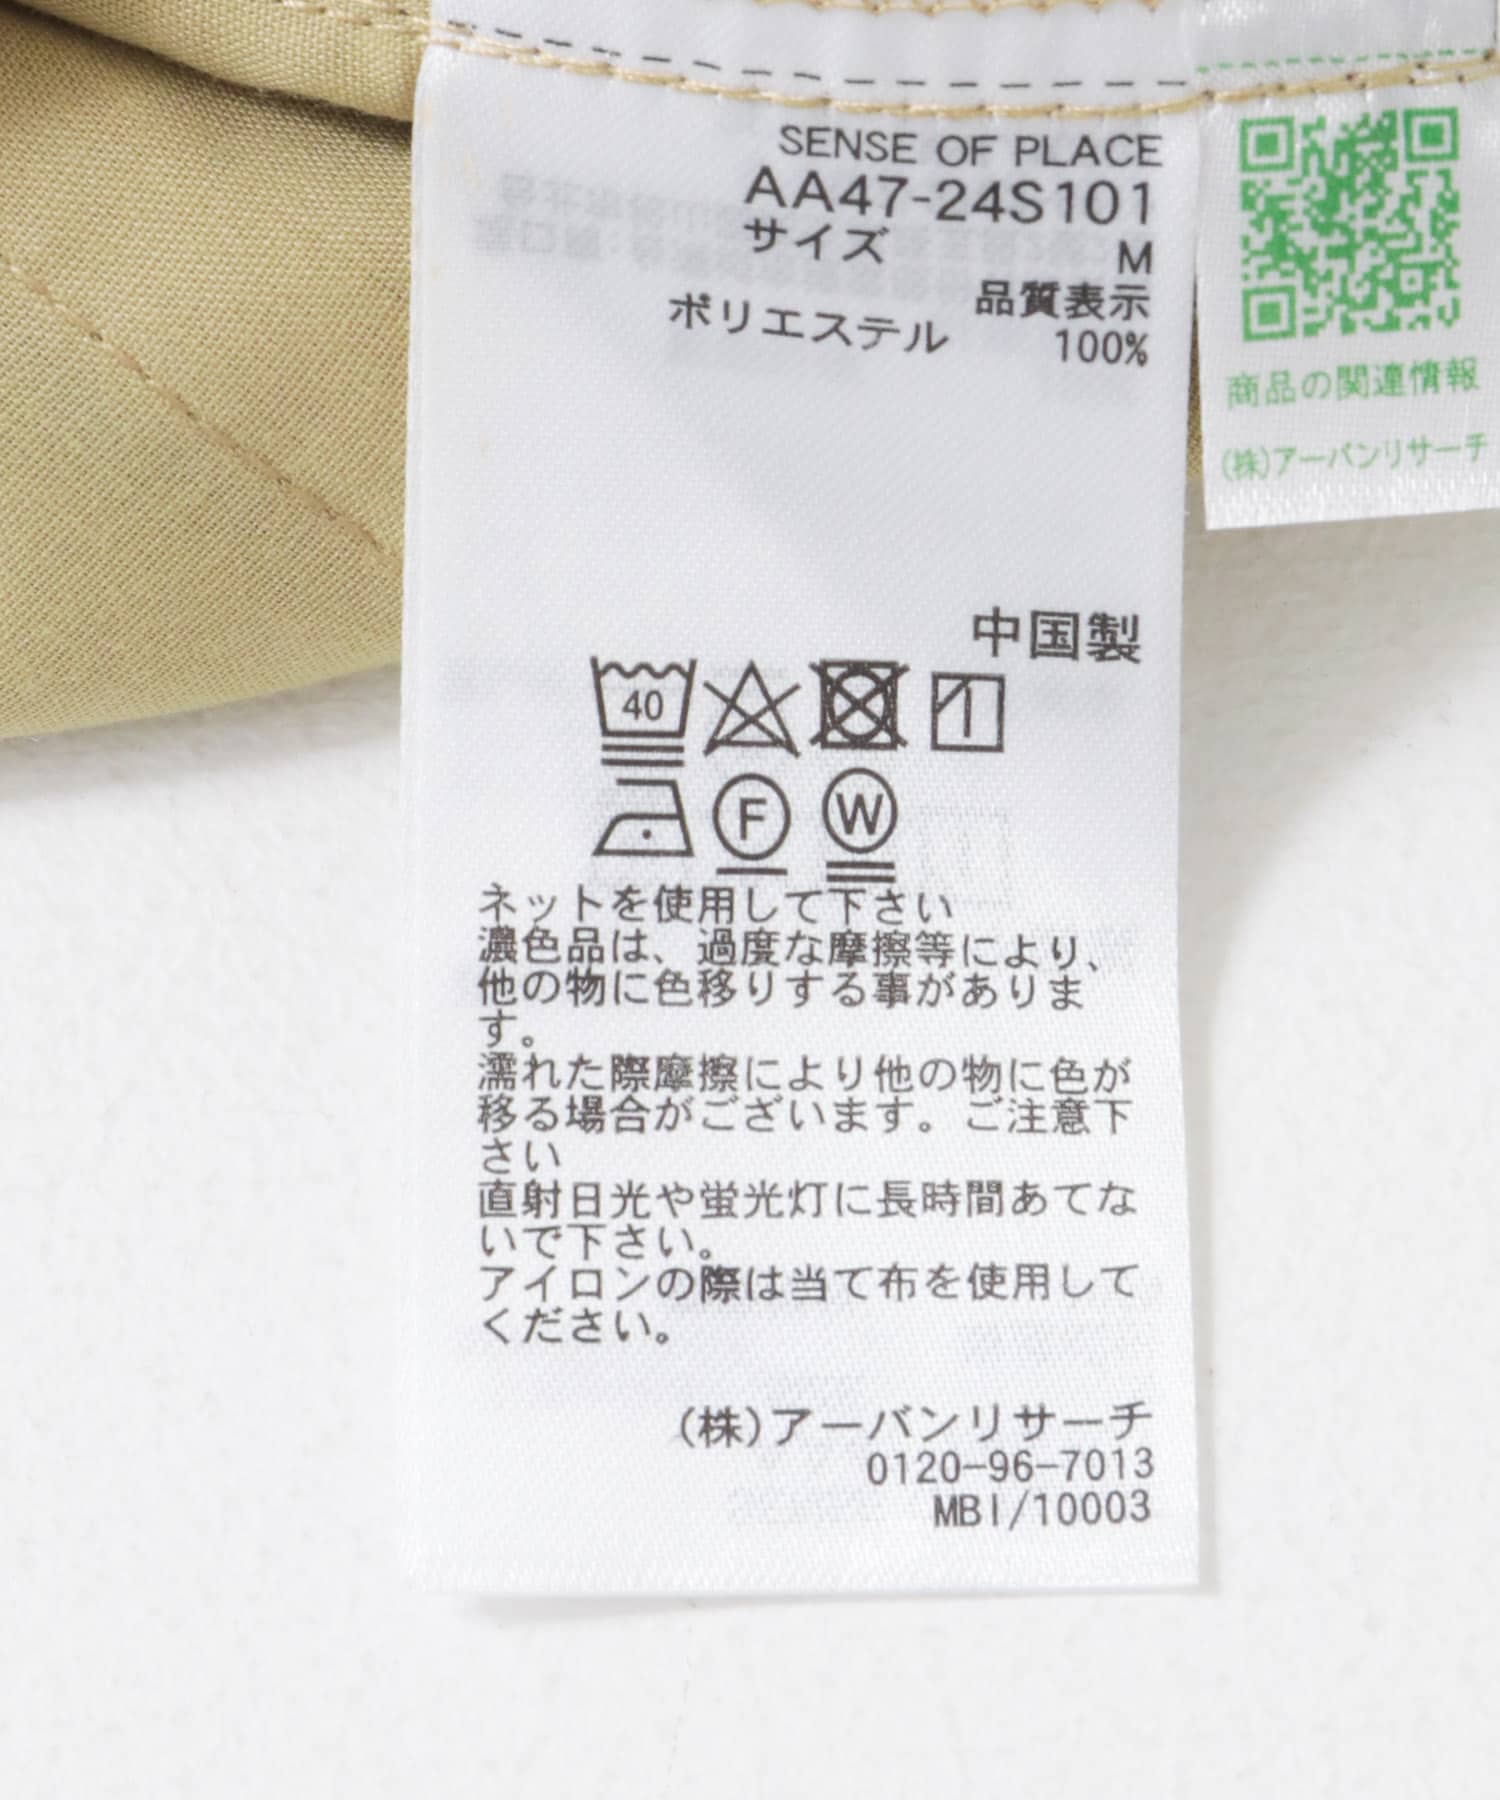 SENSE OF PLACE
AA47-24S101
サイズ M
品質表示
ポリエステル 100%
中国製
40
F
W
ネットを使用して下さい
濃色品は、過度な摩擦等により、
他の物に色移りする事がありま
す。
濡れた際摩擦により他の物に色が
移る場合がございます。ご注意下
さい
直射日光や蛍光灯に長時間あてな
いで下さい。
アイロンの際は当て布を使用して
ください。
(株)アーバンリサーチ
0120-96-7013
MBI/10003
商品の関連情報
(株)アーバンリサーチ